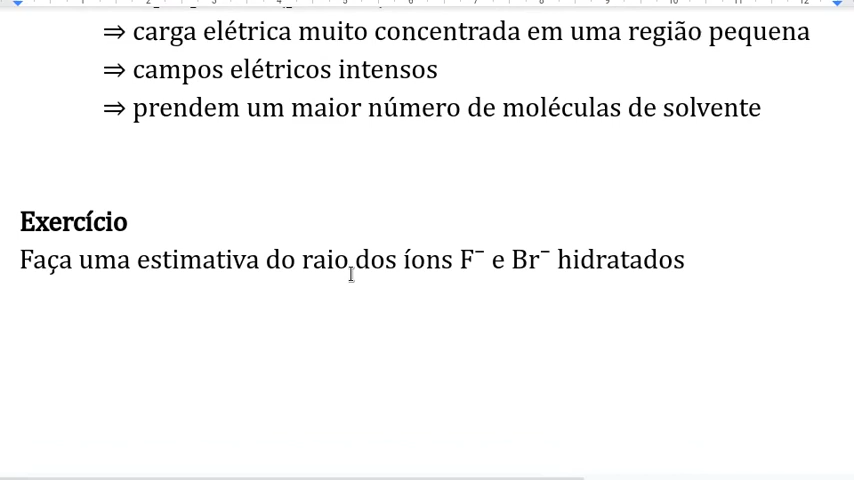 ⇒ carga elétrica muito concentrada em uma região pequena
⇒ campos elétricos intensos
⇒ prendem um maior número de moléculas de solvente
Exercício
Faça uma estimativa do raio dos íons F⁻ e Br⁻ hidratados